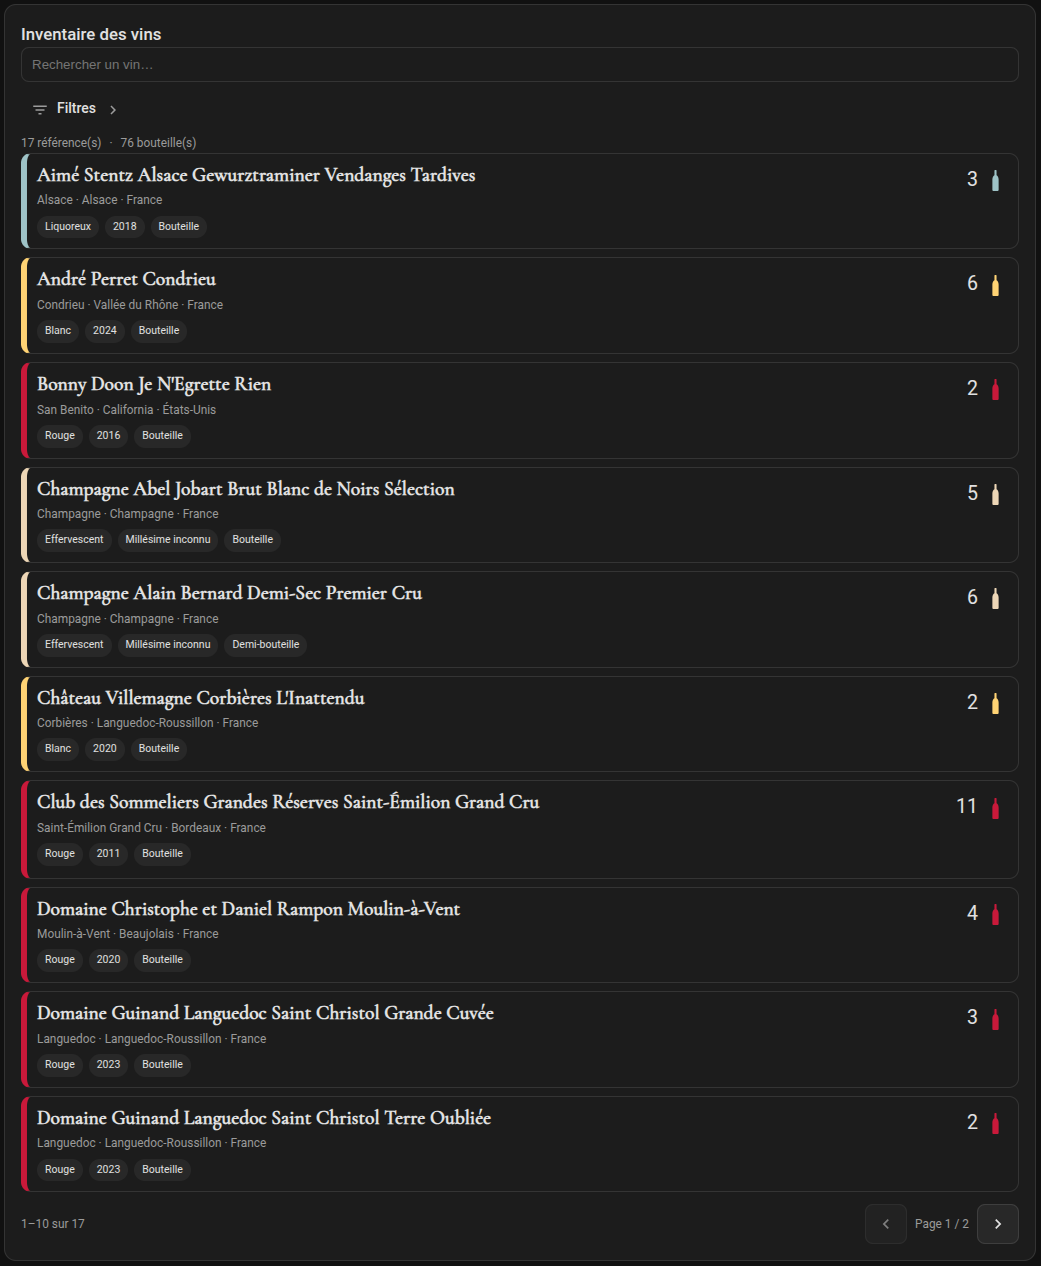 Inventaire des vins
Rechercher un vin…
Filtres
17 référence(s) · 76 bouteille(s)
Aimé Stentz Alsace Gewurztraminer Vendanges Tardives
3
Alsace · Alsace · France
Liquoreux 2018 Bouteille
André Perret Condrieu
6
Condrieu · Vallée du Rhône · France
Blanc 2024 Bouteille
Bonny Doon Je N'Egrette Rien
2
San Benito · California · États-Unis
Rouge 2016 Bouteille
Champagne Abel Jobart Brut Blanc de Noirs Sélection
5
Champagne · Champagne · France
Effervescent Millésime inconnu Bouteille
Champagne Alain Bernard Demi-Sec Premier Cru
6
Champagne · Champagne · France
Effervescent Millésime inconnu Demi-bouteille
Château Villemagne Corbières L'Inattendu
2
Corbières · Languedoc-Roussillon · France
Blanc 2020 Bouteille
Club des Sommeliers Grandes Réserves Saint-Émilion Grand Cru
11
Saint-Émilion Grand Cru · Bordeaux · France
Rouge 2011 Bouteille
Domaine Christophe et Daniel Rampon Moulin-à-Vent
4
Moulin-à-Vent · Beaujolais · France
Rouge 2020 Bouteille
Domaine Guinand Languedoc Saint Christol Grande Cuvée
3
Languedoc · Languedoc-Roussillon · France
Rouge 2023 Bouteille
Domaine Guinand Languedoc Saint Christol Terre Oubliée
2
Languedoc · Languedoc-Roussillon · France
Rouge 2023 Bouteille
1–10 sur 17
Page 1 / 2